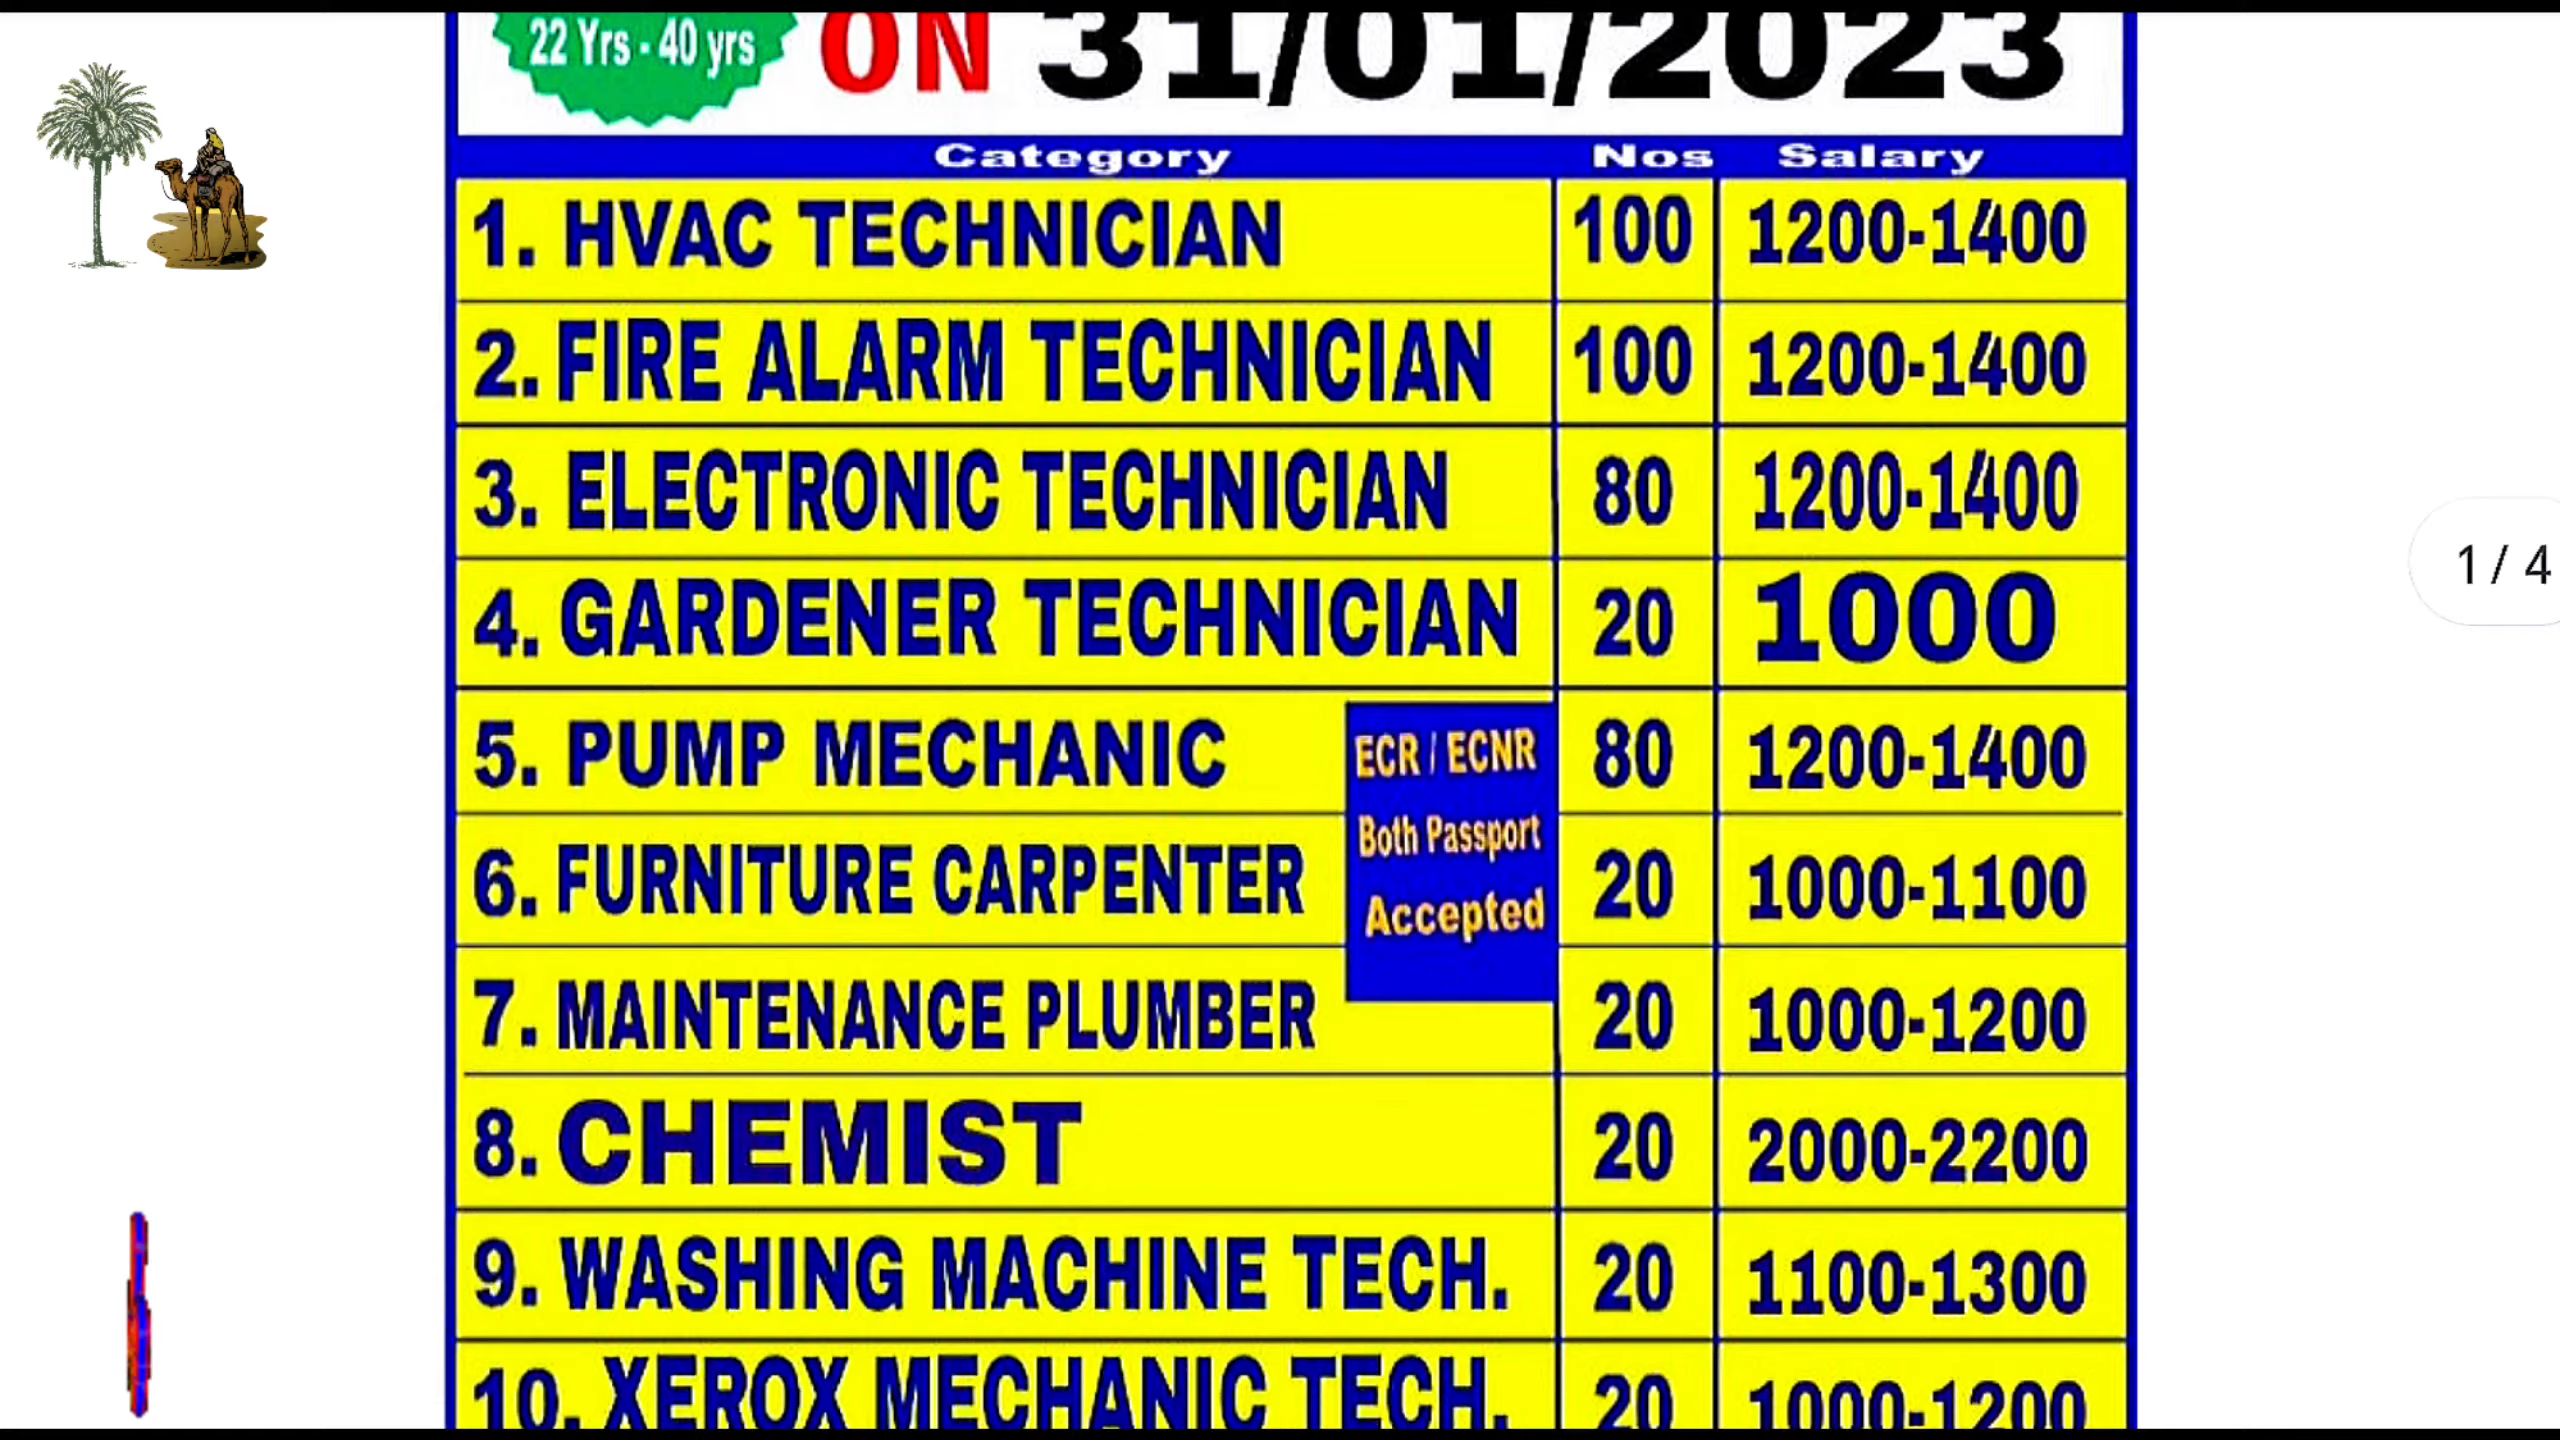 22 Yrs - 40 yrs
ON 31/01/2023
Category Nos Salary
1. HVAC TECHNICIAN 100 1200-1400
2. FIRE ALARM TECHNICIAN 100 1200-1400
3. ELECTRONIC TECHNICIAN 80 1200-1400
4. GARDENER TECHNICIAN 20 1000
5. PUMP MECHANIC 80 1200-1400
ECR / ECNR
Both Passport
Accepted
6. FURNITURE CARPENTER 20 1000-1100
7. MAINTENANCE PLUMBER 20 1000-1200
8. CHEMIST 20 2000-2200
9. WASHING MACHINE TECH. 20 1100-1300
10. XEROX MECHANIC TECH. 20 1000-1200
1 / 4